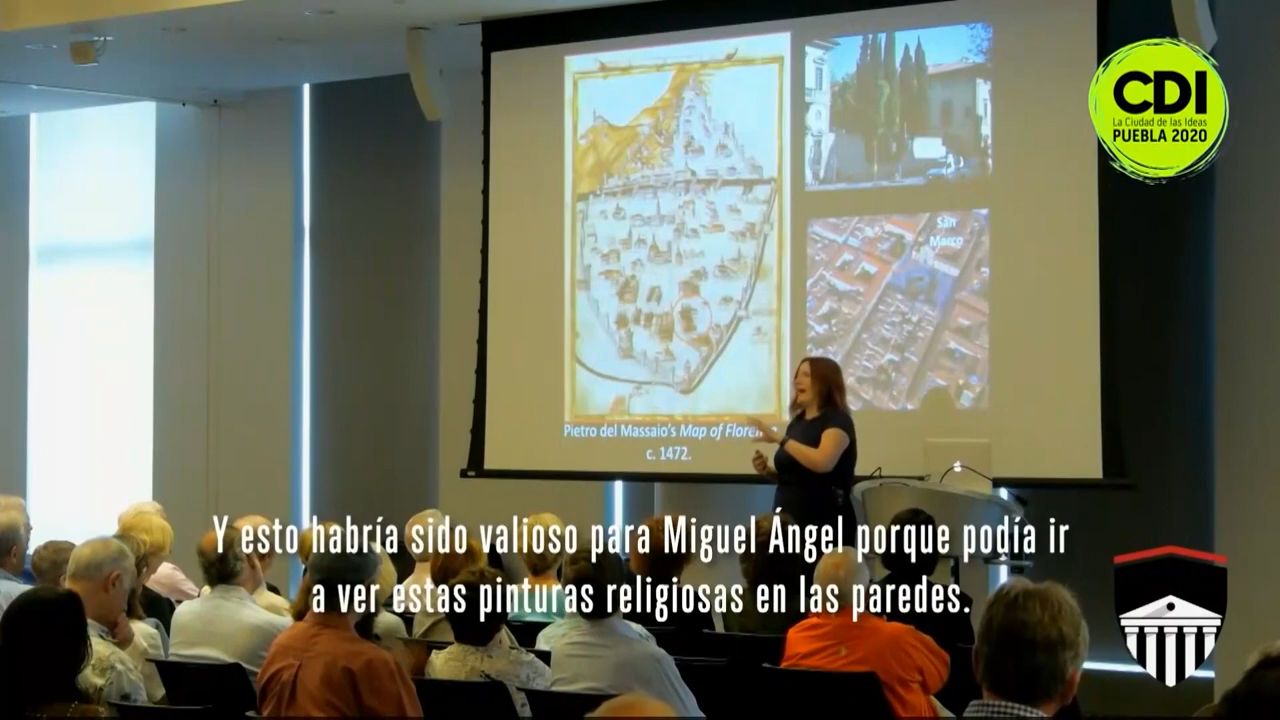 CDI
La Ciudad de las Ideas
PUEBLA 2020
San
Marco
Pietro del Massaio's Map of Florence
c. 1472.
Y esto habría sido valioso para Miguel Ángel porque podía ir
a ver estas pinturas religiosas en las paredes.